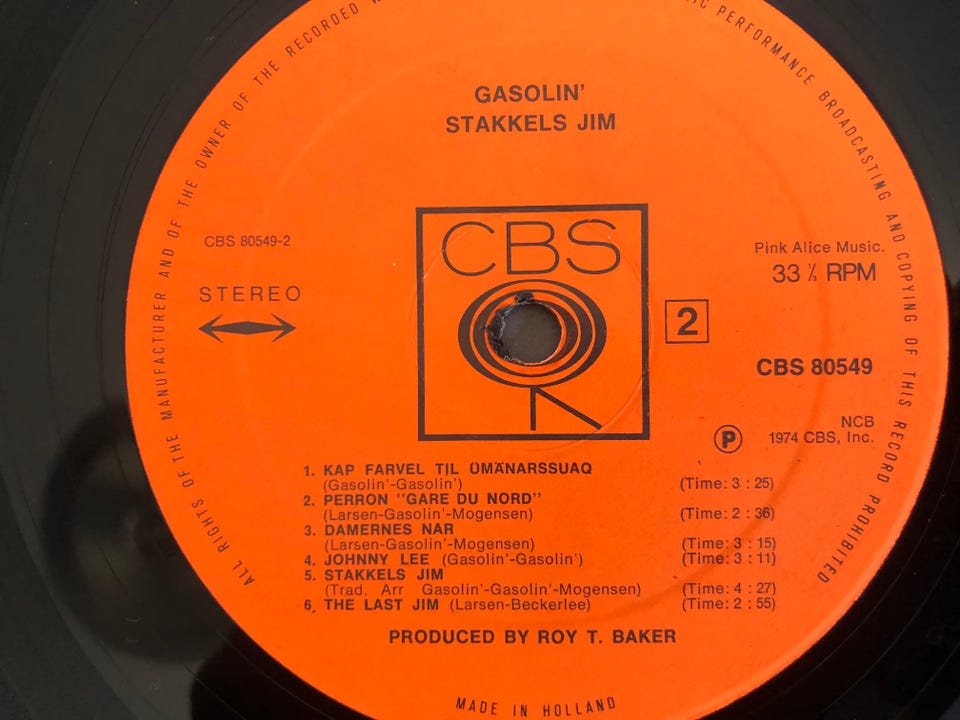 ALL RIGHTS OF THE MANUFACTURER AND OF THE OWNER OF THE RECORDED
PERFORMANCE BROADCASTING AND COPYING OF THIS RECORD PROHIBITED
GASOLIN'
STAKKELS JIM
CBS
CBS 80549-2
STEREO
Pink Alice Music.
33 ⅓ RPM
2
CBS 80549
NCB
P 1974 CBS, Inc.
1. KAP FARVEL TIL ÜMÁNARSSUAQ
(Gasolin'-Gasolin') (Time: 3 : 25)
2. PERRON "GARE DU NORD"
(Larsen-Gasolin'-Mogensen) (Time: 2 : 36)
3. DAMERNES NAR
(Larsen-Gasolin'-Mogensen) (Time: 3 : 15)
4. JOHNNY LEE (Gasolin'-Gasolin') (Time: 3 : 11)
5. STAKKELS JIM
(Trad. Arr Gasolin'-Gasolin'-Mogensen) (Time: 4 : 27)
6. THE LAST JIM (Larsen-Beckerlee) (Time: 2 : 55)
PRODUCED BY ROY T. BAKER
MADE IN HOLLAND